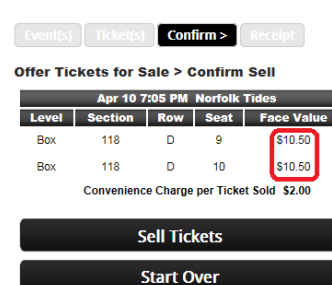 Event(s) Ticket(s) Confirm > Receipt
Offer Tickets for Sale > Confirm Sell
Apr 10 7:05 PM Norfolk Tides
Level Section Row Seat Face Value
Box 118 D 9 $10.50
Box 118 D 10 $10.50
Convenience Charge per Ticket Sold $2.00
Sell Tickets
Start Over